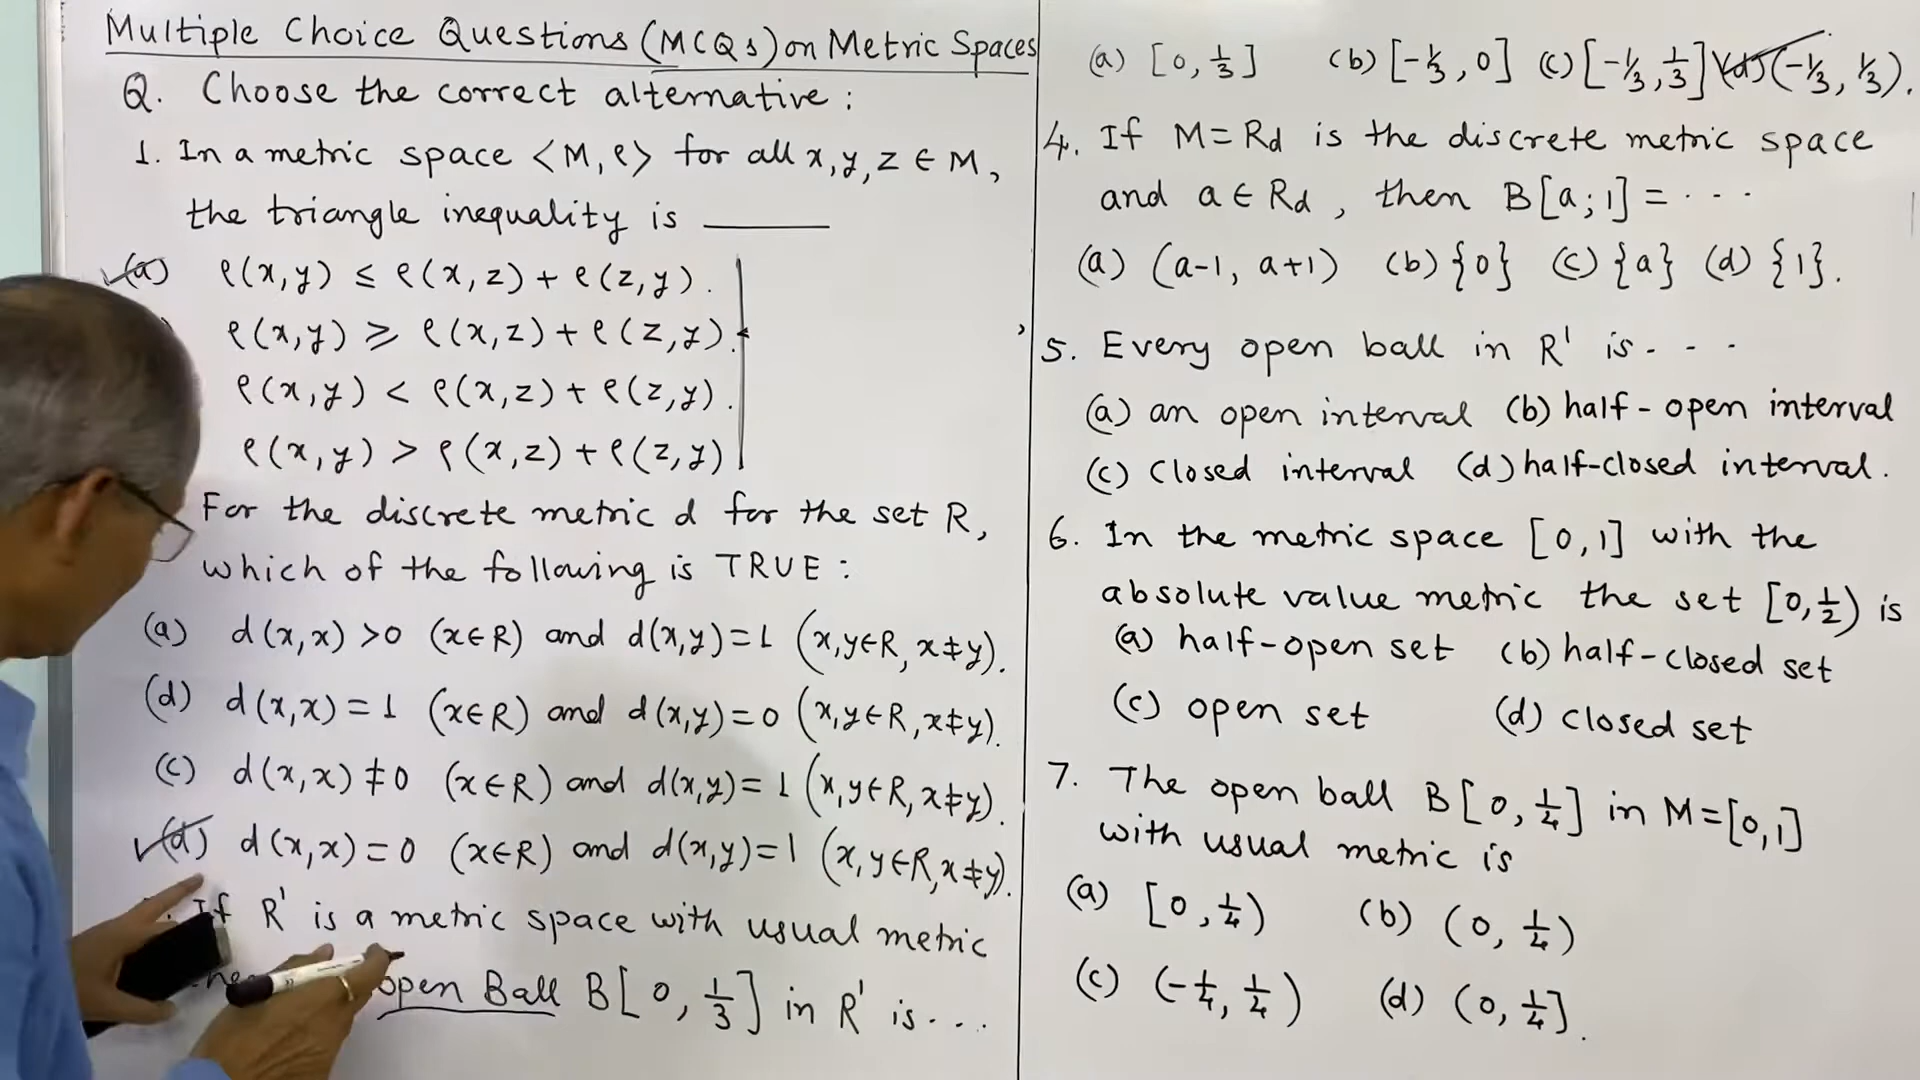 Multiple Choice Questions (MCQs) on Metric Spaces
Q. Choose the correct alternative :
1. In a metric space <M, ρ> for all x, y, z ∈ M,
the triangle inequality is ______
(a) ρ(x,y) ≤ ρ(x,z) + ρ(z,y).
ρ(x,y) ≥ ρ(x,z) + ρ(z,y).
ρ(x,y) < ρ(x,z) + ρ(z,y).
ρ(x,y) > ρ(x,z) + ρ(z,y)
For the discrete metric d for the set R,
which of the following is TRUE :
(a) d(x,x) >0 (x∈R) and d(x,y)=1 (x,y∈R, x≠y).
(d) d(x,x) = 1 (x∈R) and d(x,y)=0 (x,y∈R, x≠y).
(c) d(x,x) ≠ 0 (x∈R) and d(x,y)=1 (x,y∈R, x≠y).
(d) d(x,x) = 0 (x∈R) and d(x,y)=1 (x,y∈R, x≠y).
If R' is a metric space with usual metric
open Ball B[0, 1/3] in R' is ...
(a) [0, 1/3] (b) [-1/3, 0] (c) [-1/3, 1/3] (d) (-1/3, 1/3).
4. If M = Rd is the discrete metric space
and a ∈ Rd, then B[a; 1] = ...
(a) (a-1, a+1) (b) {0} (c) {a} (d) {1}.
5. Every open ball in R' is - - -
(a) an open interval (b) half-open interval
(c) closed interval (d) half-closed interval.
6. In the metric space [0,1] with the
absolute value metric the set [0, 1/2) is
(a) half-open set (b) half-closed set
(c) open set (d) closed set
7. The open ball B[0, 1/4] in M=[0,1]
with usual metric is
(a) [0, 1/4) (b) (0, 1/4)
(c) (-1/4, 1/4) (d) (0, 1/4].